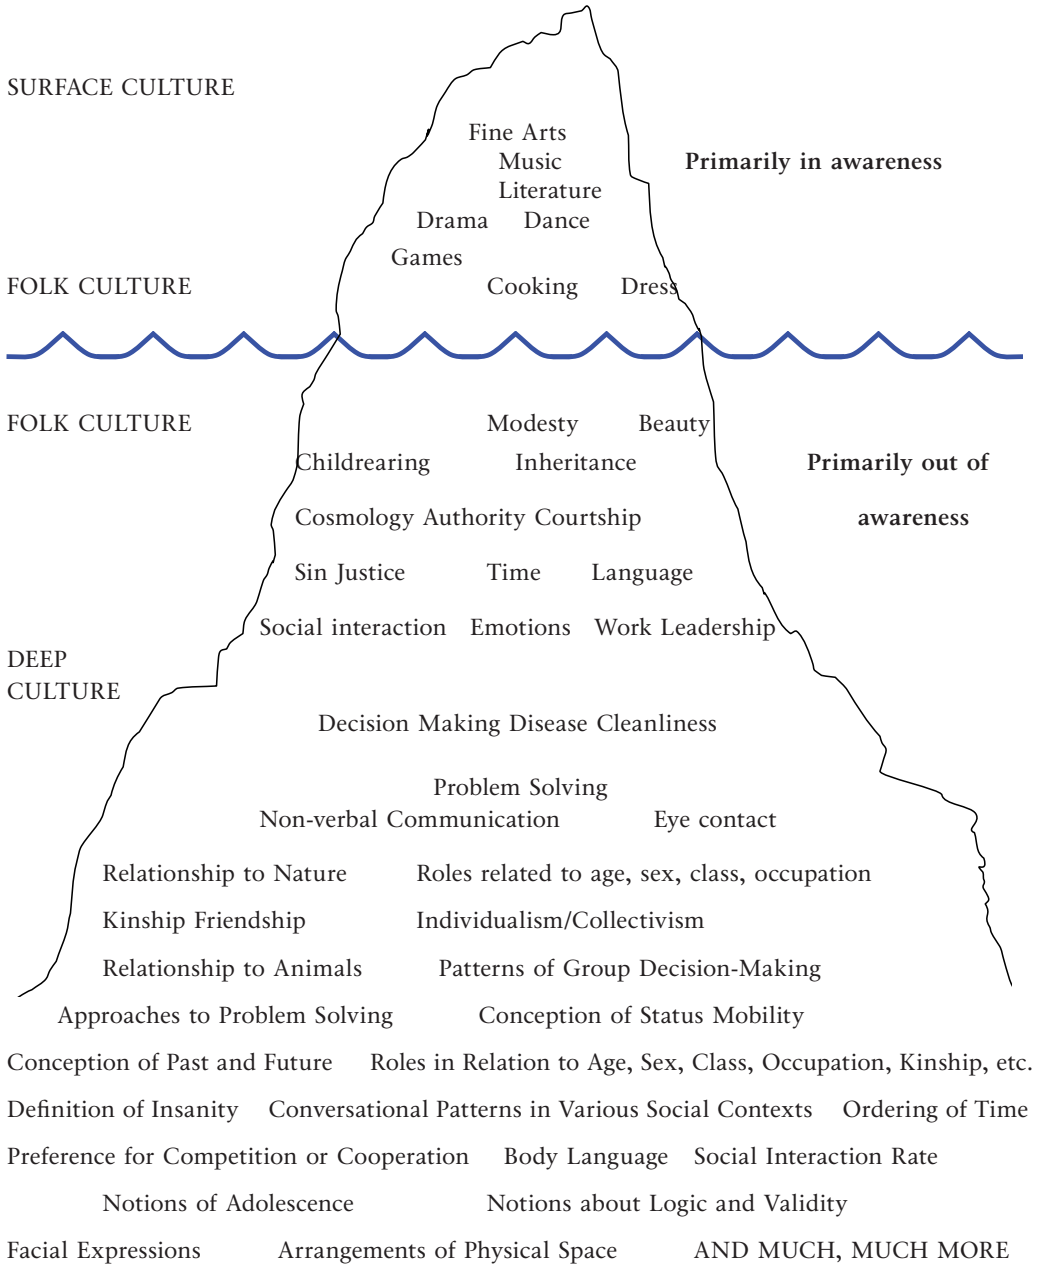 SURFACE CULTURE
Fine Arts
Music
Primarily in awareness
Literature
Drama Dance
Games
FOLK CULTURE Cooking Dress
FOLK CULTURE Modesty Beauty
Childrearing Inheritance Primarily out of
Cosmology Authority Courtship awareness
Sin Justice Time Language
Social interaction Emotions Work Leadership
DEEP
CULTURE
Decision Making Disease Cleanliness
Problem Solving
Non-verbal Communication Eye contact
Relationship to Nature Roles related to age, sex, class, occupation
Kinship Friendship Individualism/Collectivism
Relationship to Animals Patterns of Group Decision-Making
Approaches to Problem Solving Conception of Status Mobility
Conception of Past and Future Roles in Relation to Age, Sex, Class, Occupation, Kinship, etc.
Definition of Insanity Conversational Patterns in Various Social Contexts Ordering of Time
Preference for Competition or Cooperation Body Language Social Interaction Rate
Notions of Adolescence Notions about Logic and Validity
Facial Expressions Arrangements of Physical Space AND MUCH, MUCH MORE